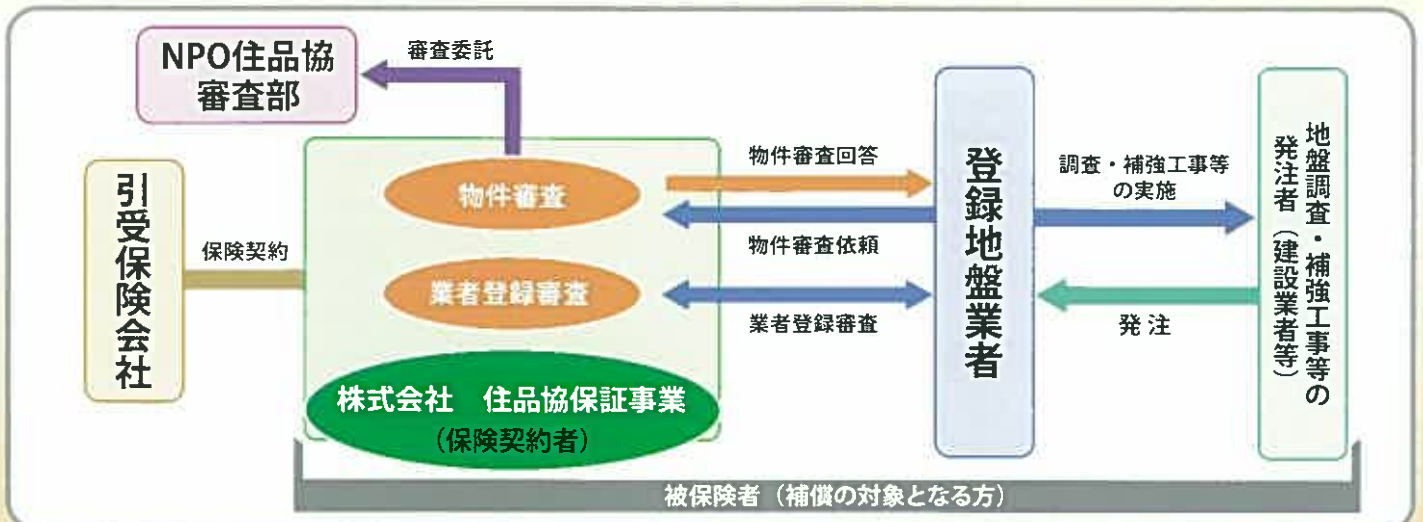 NPO住品協
審査部
審査委託
引受保険会社
保険契約
物件審査
業者登録審査
株式会社　住品協保証事業
（保険契約者）
物件審査回答
物件審査依頼
業者登録審査
登録地盤業者
調査・補強工事等
の実施
発 注
地盤調査・補強工事等の
発注者（建設業者等）
被保険者（補償の対象となる方）